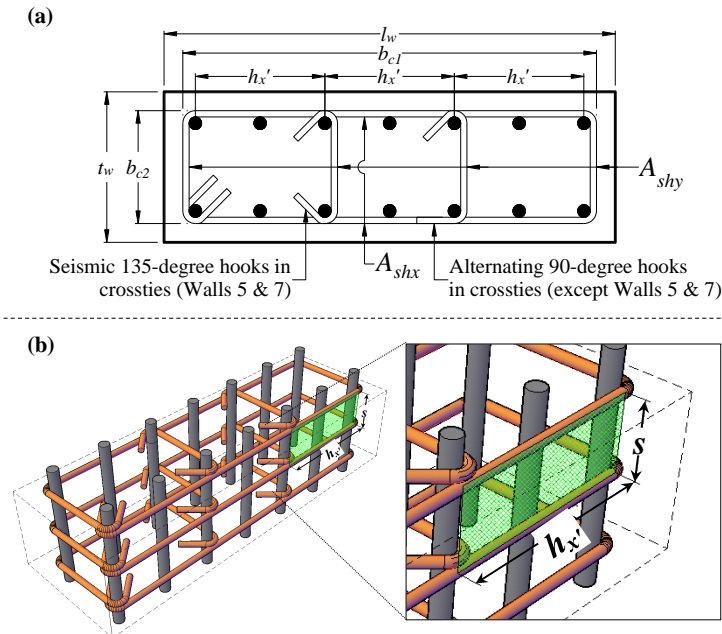 (a)
l_w
b_c1
h_x' h_x' h_x'
t_w b_c2
A_shy
Seismic 135-degree hooks in
crossties (Walls 5 & 7)
A_shx
Alternating 90-degree hooks
in crossties (except Walls 5 & 7)
(b)
s
h_x'
s
h_x'